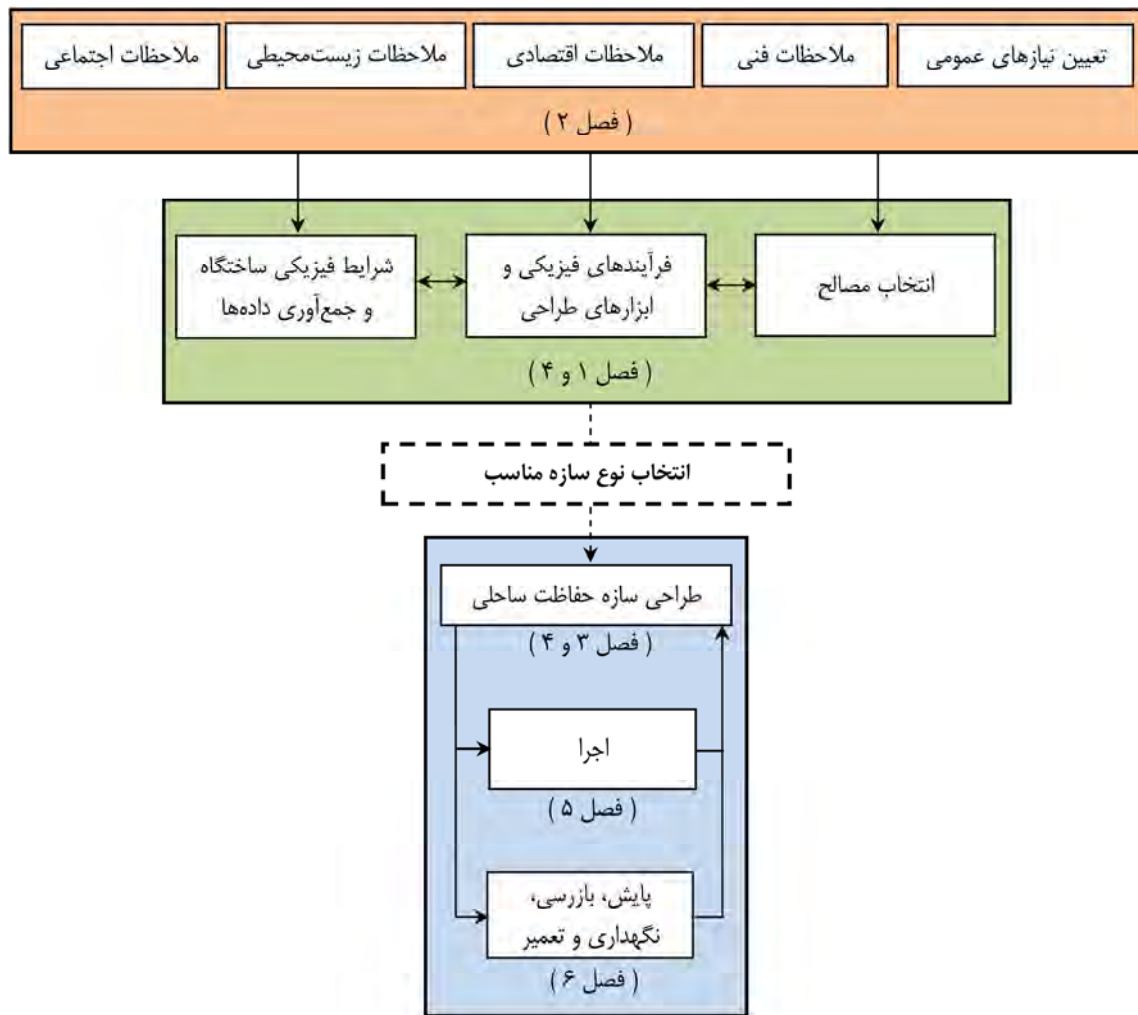 تعیین نیازهای عمومی
ملاحظات فنی
ملاحظات اقتصادی
ملاحظات زیست‌محیطی
ملاحظات اجتماعی
( فصل ۲ )
انتخاب مصالح
فرآیندهای فیزیکی و
ابزارهای طراحی
شرایط فیزیکی ساختگاه
و جمع‌آوری داده‌ها
( فصل ۱ و ۴ )
انتخاب نوع سازه مناسب
طراحی سازه حفاظت ساحلی
( فصل ۳ و ۴ )
اجرا
( فصل ۵ )
پایش، بازرسی،
نگهداری و تعمیر
( فصل ۶ )